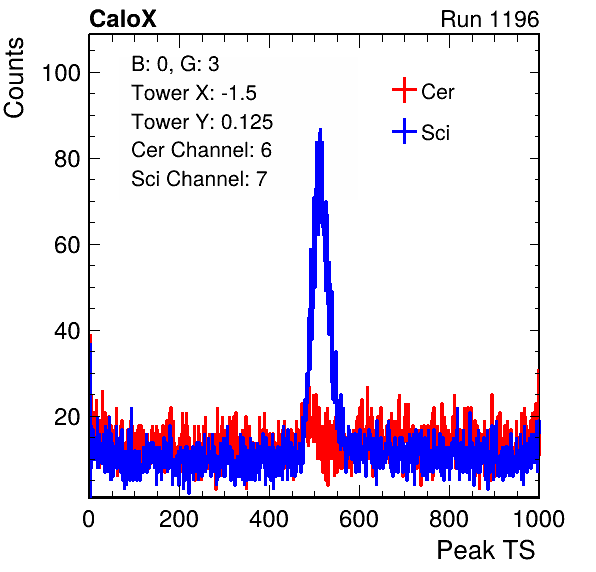 CaloX
Run 1196
Counts
B: 0, G: 3
Tower X: -1.5
Tower Y: 0.125
Cer Channel: 6
Sci Channel: 7
Cer
Sci
100
80
60
40
20
0 200 400 600 800 1000
Peak TS